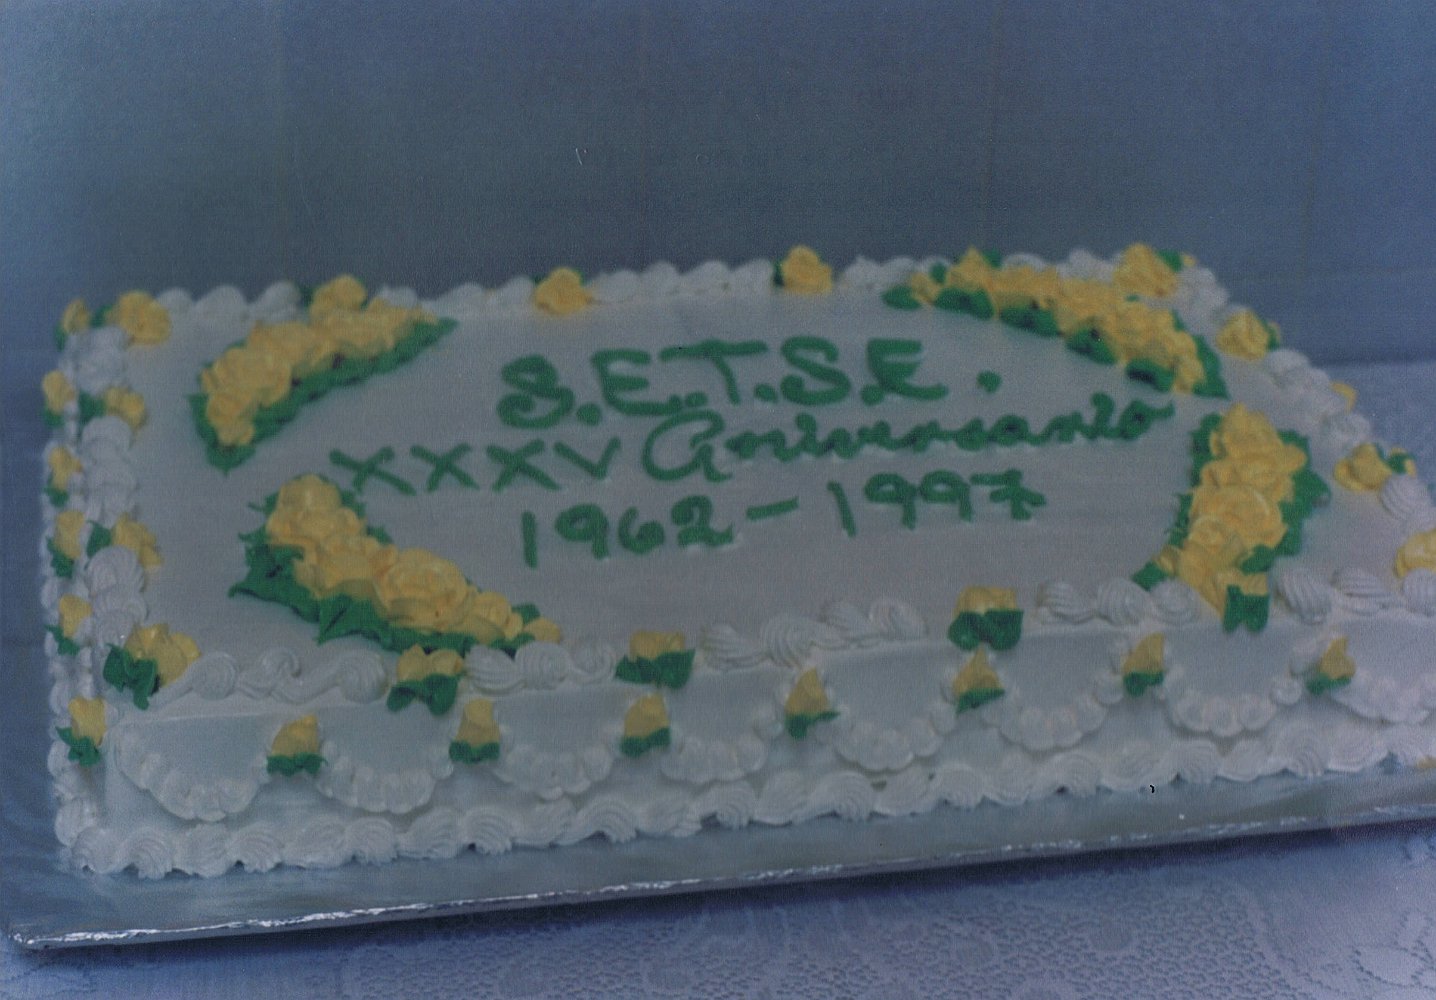 S.E.T.S.E.
XXXV Aniversario
1962-1997